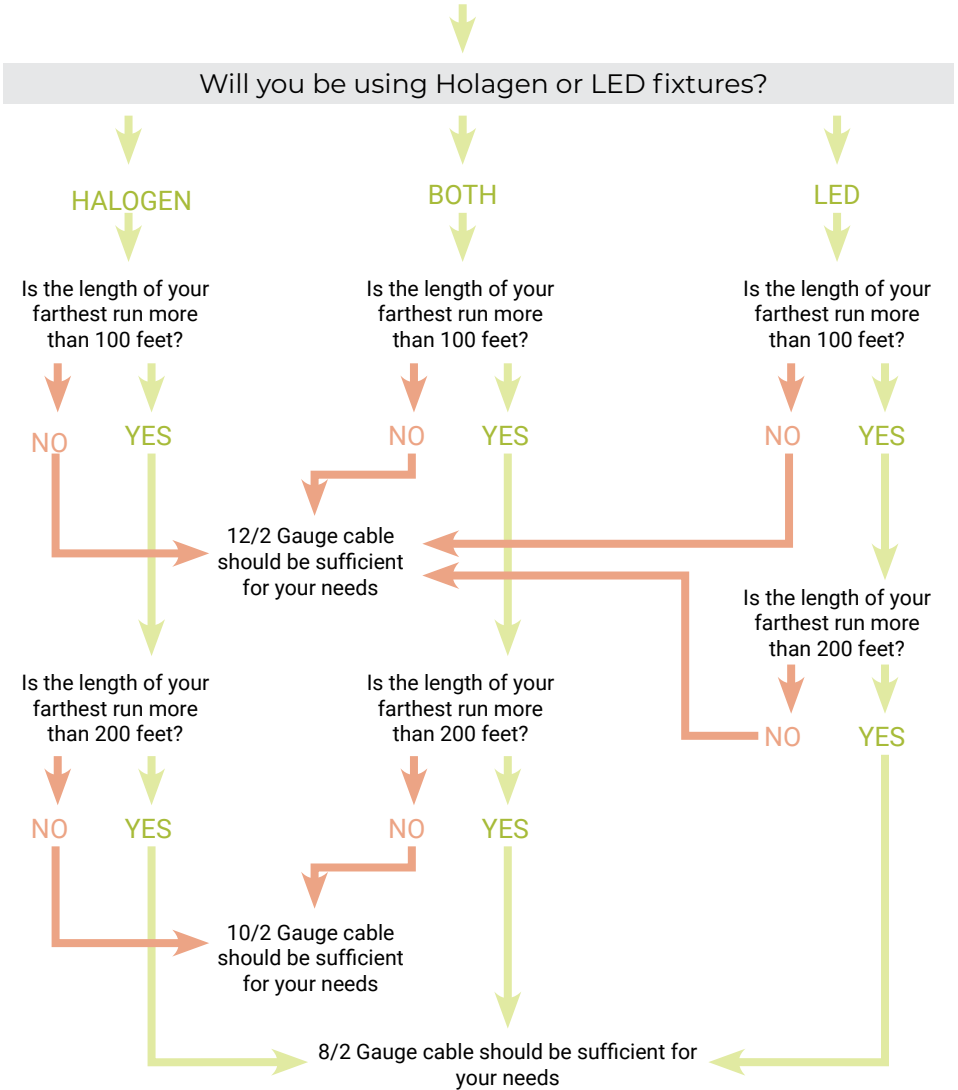 Will you be using Holagen or LED fixtures?
HALOGEN
BOTH
LED
Is the length of your
farthest run more
than 100 feet?
Is the length of your
farthest run more
than 100 feet?
Is the length of your
farthest run more
than 100 feet?
NO
YES
NO
YES
NO
YES
12/2 Gauge cable
should be sufficient
for your needs
Is the length of your
farthest run more
than 200 feet?
Is the length of your
farthest run more
than 200 feet?
Is the length of your
farthest run more
than 200 feet?
NO
YES
NO
YES
NO
YES
10/2 Gauge cable
should be sufficient
for your needs
8/2 Gauge cable should be sufficient for
your needs